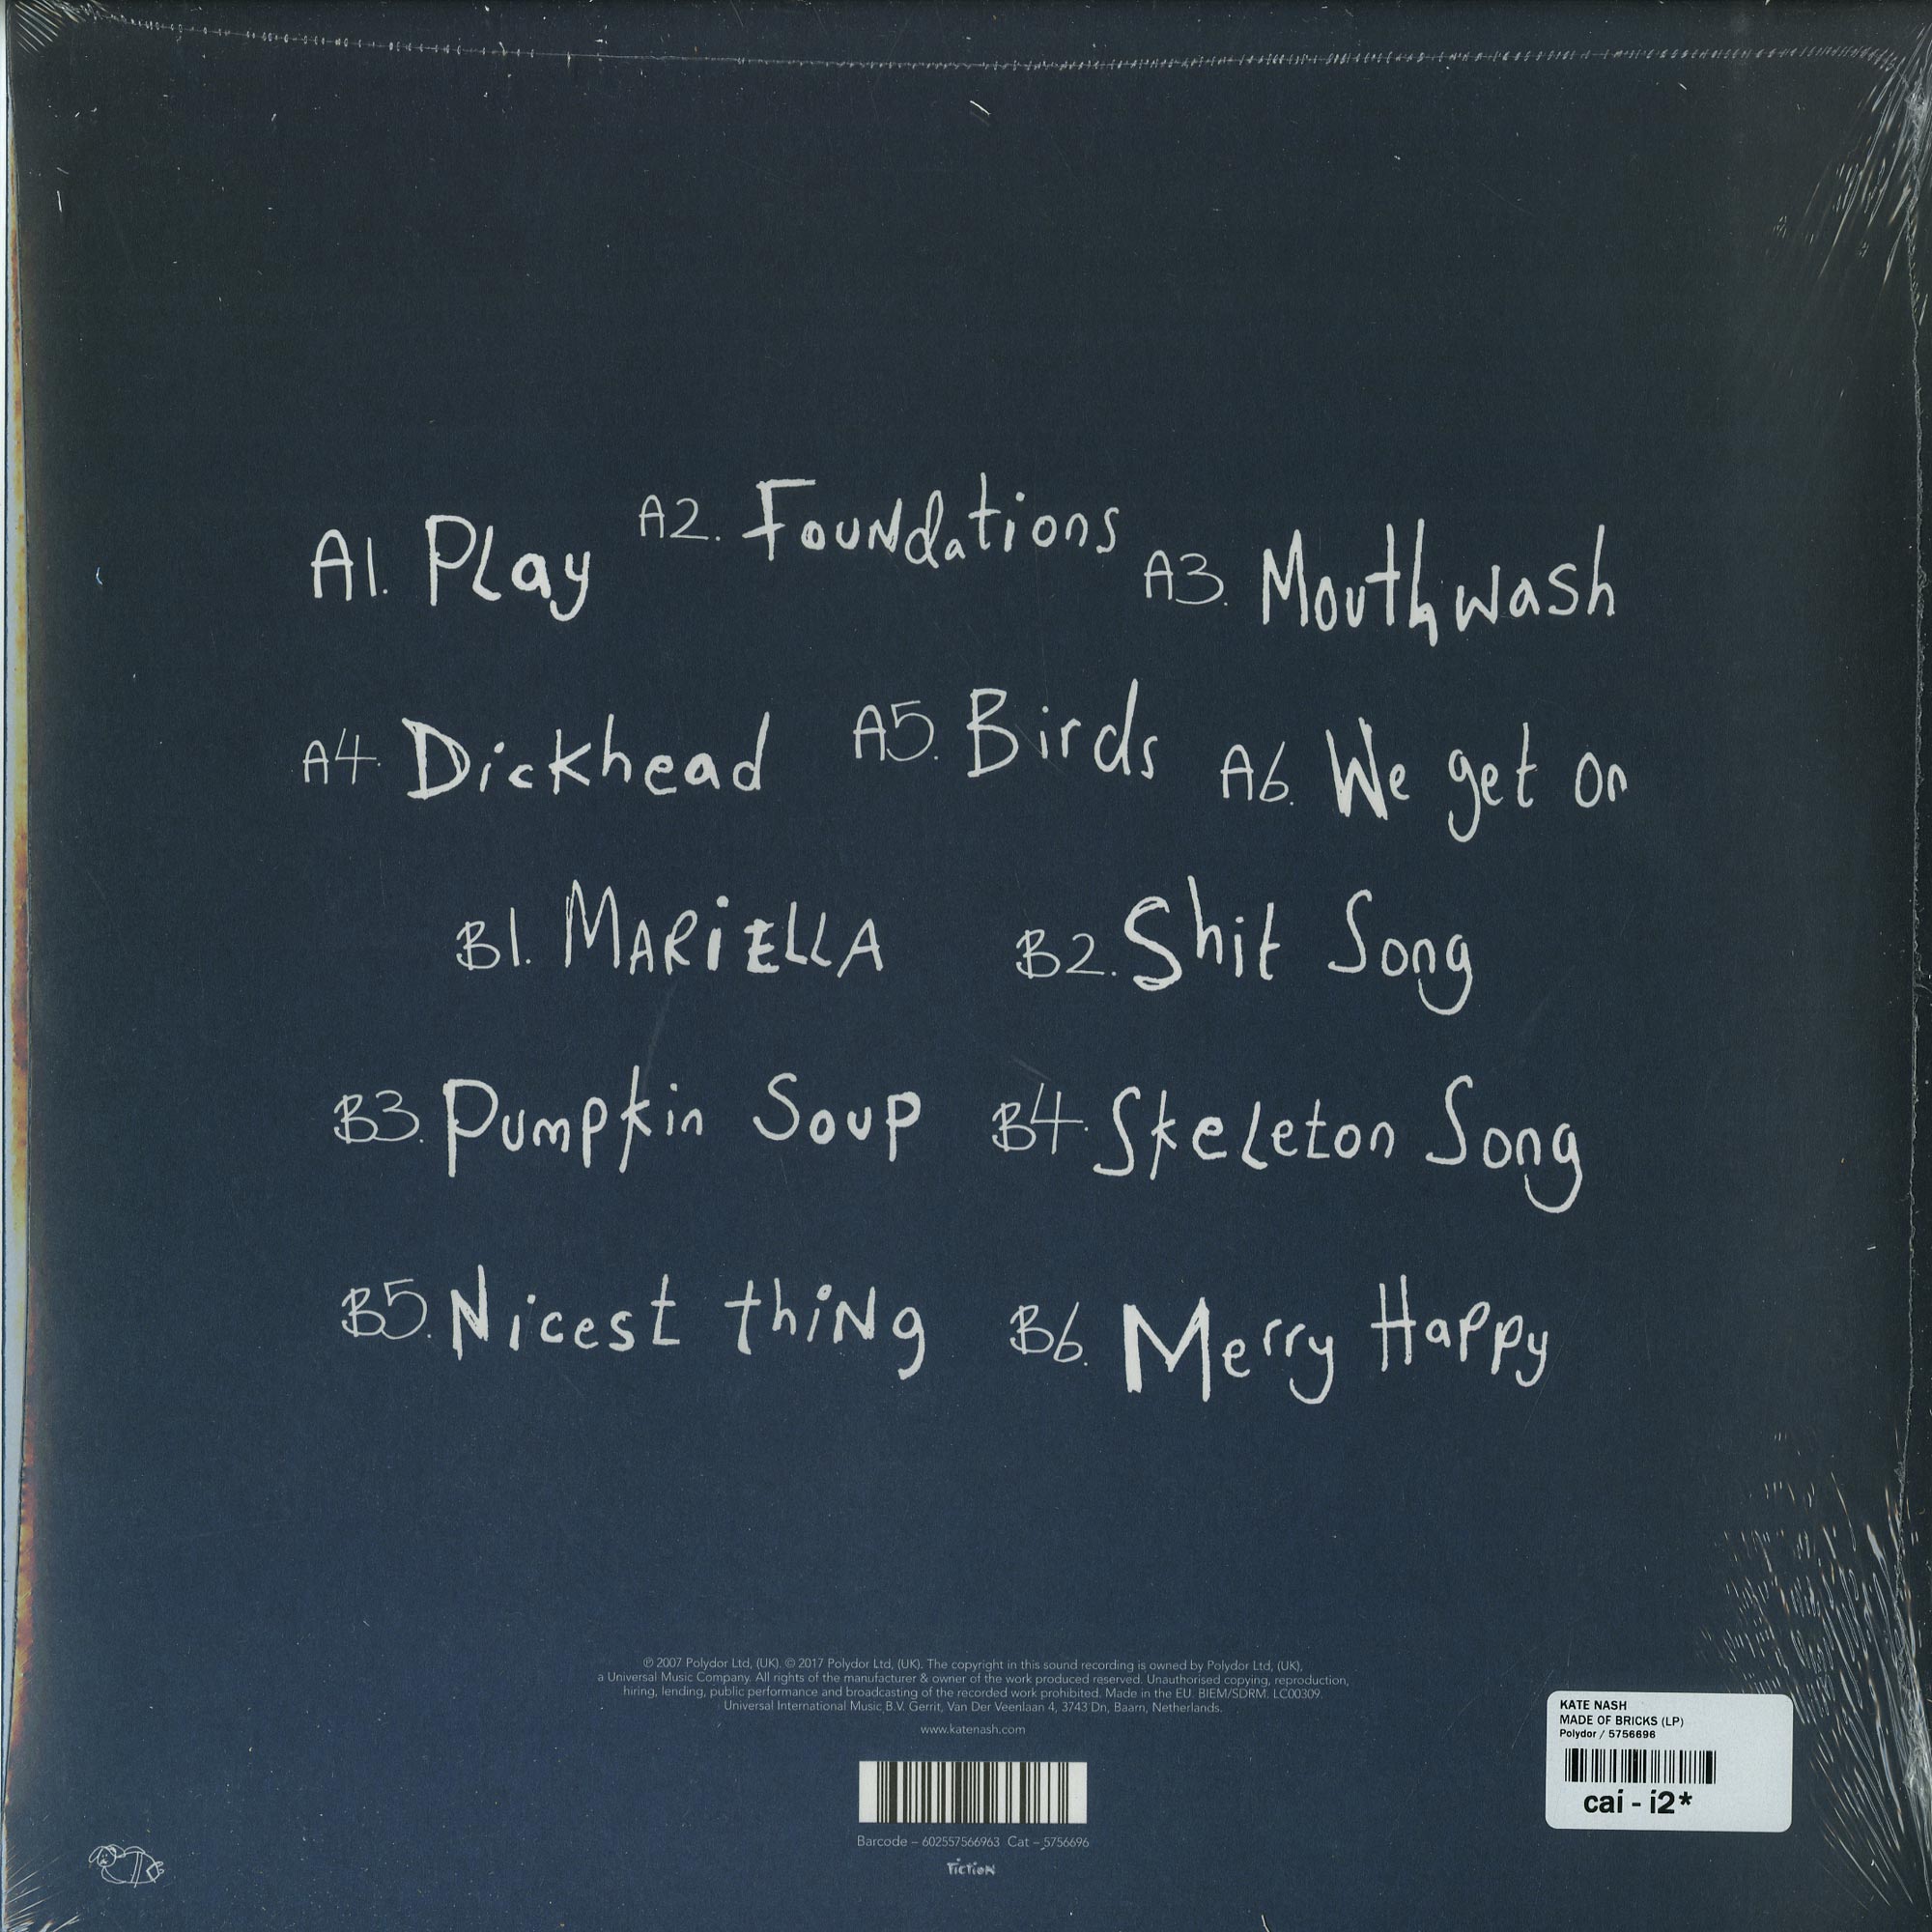 A1. Play A2. Foundations A3. Mouthwash
A4. Dickhead A5. Birds A6. We get on
B1. MARiELLA B2. Shit Song
B3. Pumpkin Soup B4. Skeleton Song
B5. Nicest thiNg B6. Merry Happy
℗ 2007 Polydor Ltd, (UK). © 2017 Polydor Ltd, (UK). The copyright in this sound recording is owned by Polydor Ltd, (UK),
a Universal Music Company. All rights of the manufacturer & owner of the work produced reserved. Unauthorised copying, reproduction,
hiring, lending, public performance and broadcasting of the recorded work prohibited. Made in the EU. BIEM/SDRM. LC00309.
Universal International Music B.V. Gerrit, Van Der Veenlaan 4, 3743 Dn, Baarn, Netherlands.
www.katenash.com
Barcode – 602557566963 Cat – 5756696
FicTioN
KATE NASH
MADE OF BRICKS (LP)
Polydor / 5756696
cai - i2*